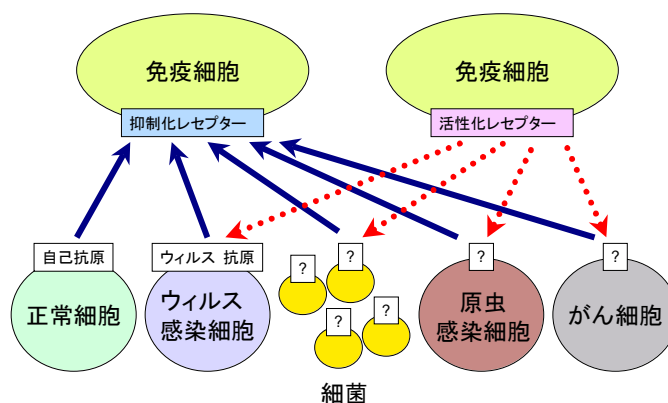 免疫細胞
免疫細胞
抑制化レセプター
活性化レセプター
自己抗原
ウィルス 抗原
?
?
?
?
?
?
正常細胞
ウィルス
感染細胞
原虫
感染細胞
がん細胞
細菌